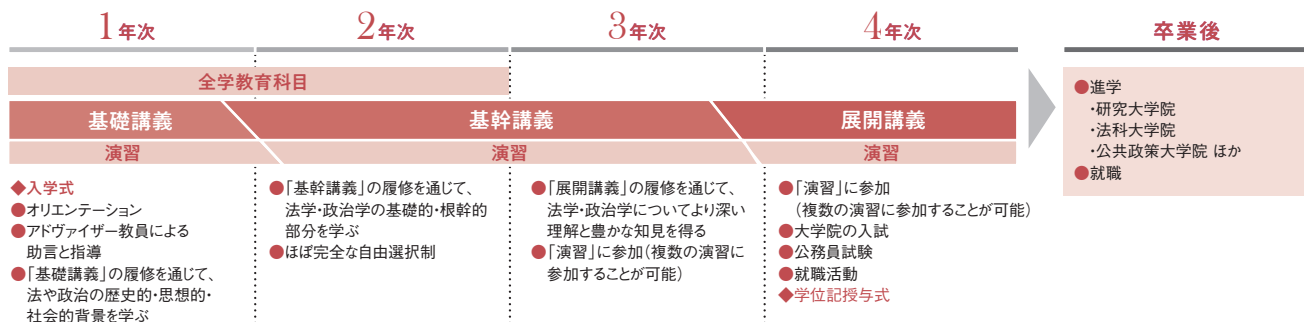 1年次
2年次
3年次
4年次
卒業後
全学教育科目
基礎講義
基幹講義
展開講義
演習
演習
演習
◆入学式
●オリエンテーション
●アドヴァイザー教員による
助言と指導
●「基礎講義」の履修を通じて、
法や政治の歴史的・思想的・
社会的背景を学ぶ
●「基幹講義」の履修を通じて、
法学・政治学の基礎的・根幹的
部分を学ぶ
●ほぼ完全な自由選択制
●「展開講義」の履修を通じて、
法学・政治学についてより深い
理解と豊かな知見を得る
●「演習」に参加(複数の演習に
参加することが可能)
●「演習」に参加
(複数の演習に参加することが可能)
●大学院の入試
●公務員試験
●就職活動
◆学位記授与式
●進学
・研究大学院
・法科大学院
・公共政策大学院 ほか
●就職